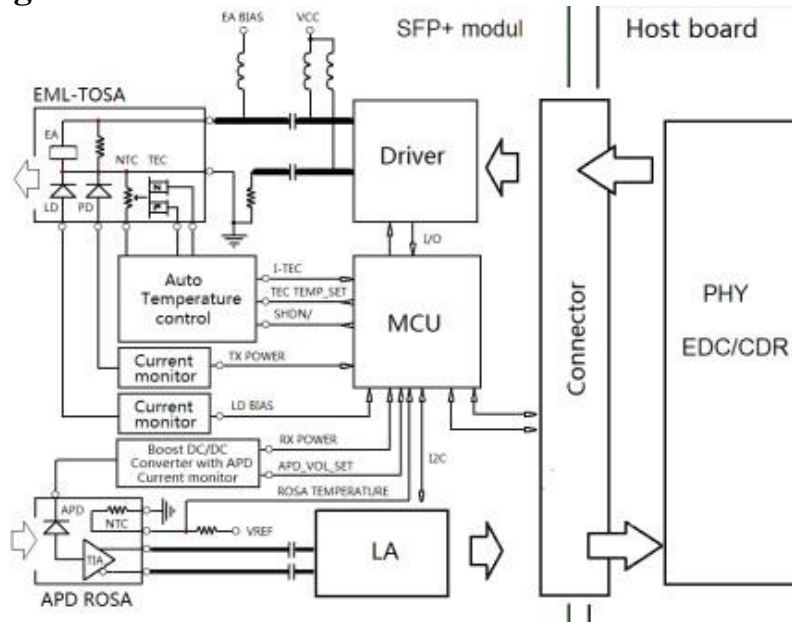 g
EA BIAS
VCC
SFP+ modul
Host board
EML-TOSA
EA
NTC
TEC
N
P
LD
PD
Driver
I/O
Auto
Temperature
control
I-TEC
TEC TEMP_SET
SHDN/
MCU
Connector
PHY
EDC/CDR
Current
monitor
TX POWER
Current
monitor
LD BIAS
Boost DC/DC
Converter with APD
Current monitor
RX POWER
APD_VOL_SET
ROSA TEMPERATURE
I2C
APD
NTC
VREF
TIA
LA
APD ROSA